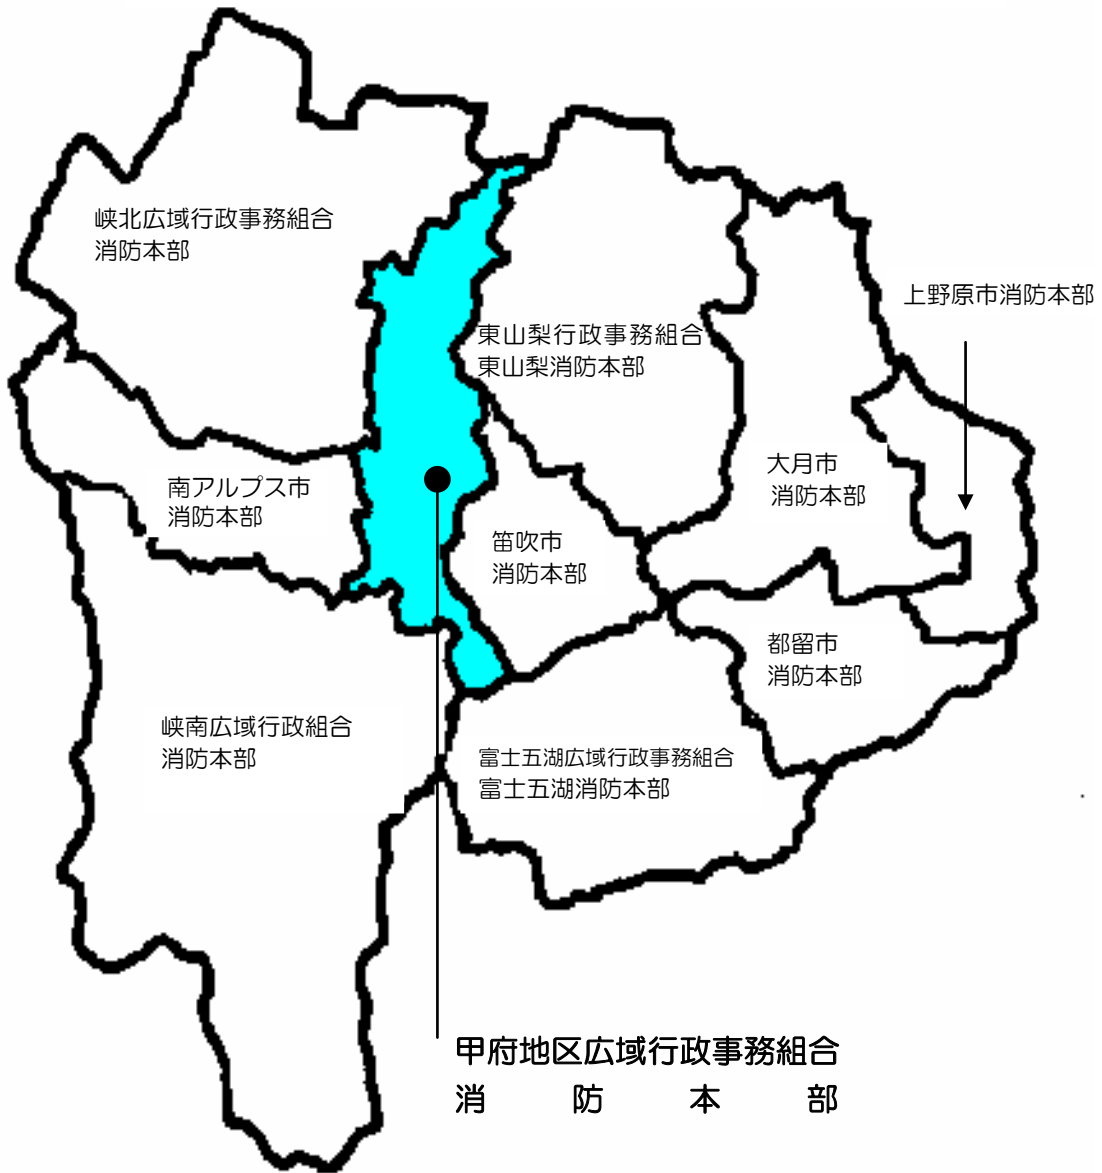 峡北広域行政事務組合
消防本部
上野原市消防本部
東山梨行政事務組合
東山梨消防本部
大月市
消防本部
南アルプス市
消防本部
笛吹市
消防本部
都留市
消防本部
峡南広域行政組合
消防本部
富士五湖広域行政事務組合
富士五湖消防本部
甲府地区広域行政事務組合
消防本部